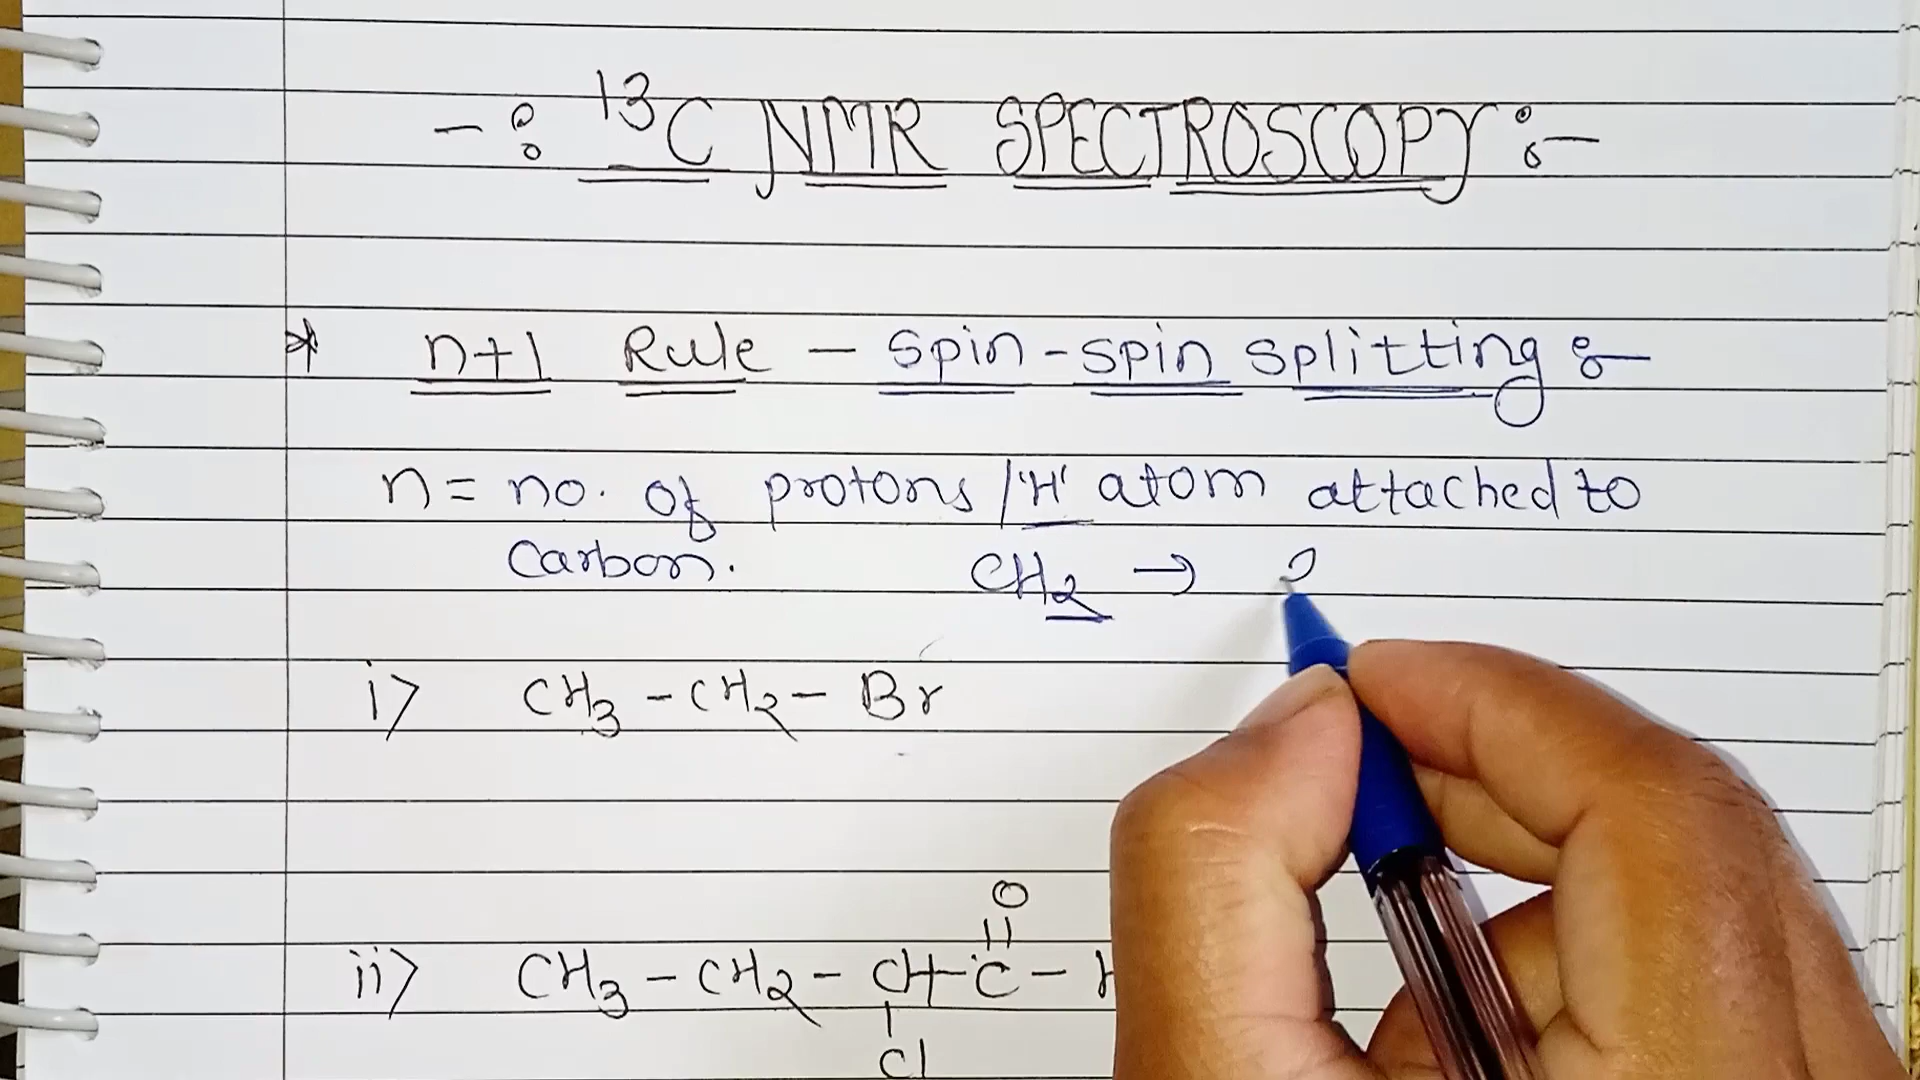 -: ¹³C NMR SPECTROSCOPY :-
* n+1 Rule - Spin-spin splitting :-
n = no. of protons /'H' atom attached to
Carbon. CH₂ → 2
i> CH₃ - CH₂ - Br
O
||
ii> CH₃ - CH₂ - CH - C -
|
Cl